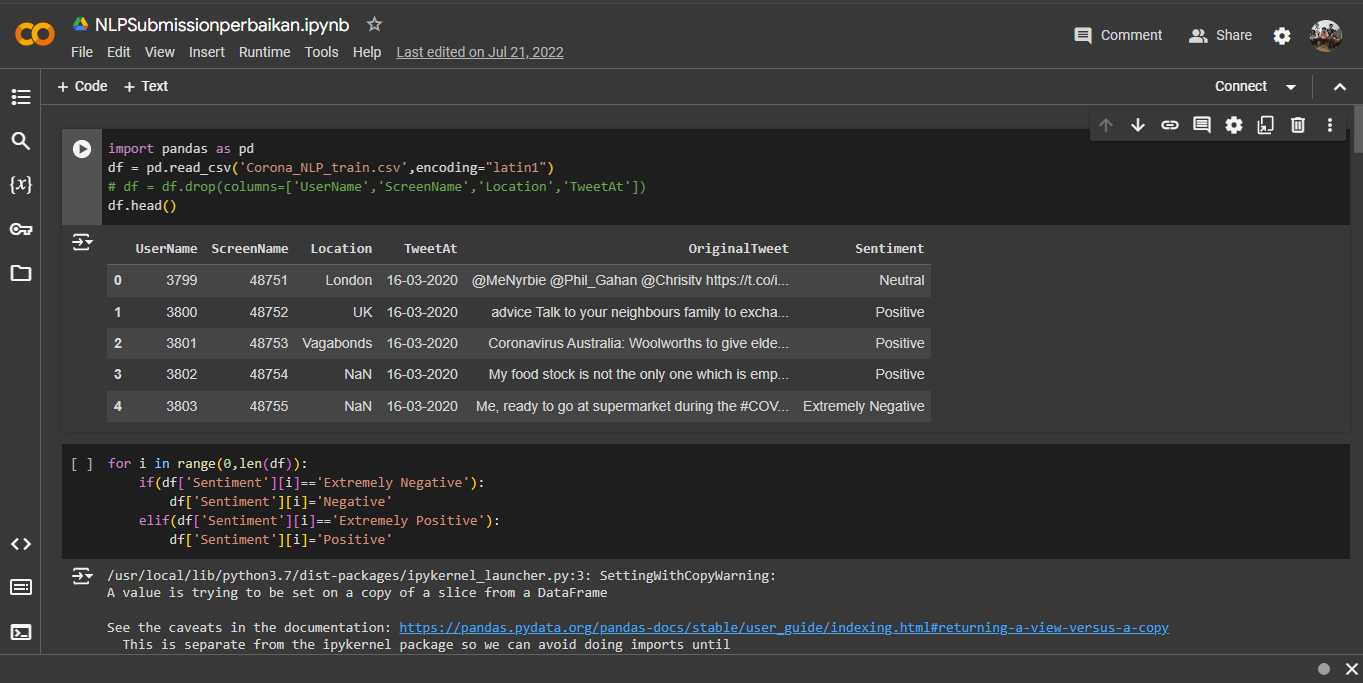 NLPSubmissionperbaikan.ipynb
File Edit View Insert Runtime Tools Help Last edited on Jul 21, 2022
Comment Share
+ Code + Text
Connect
import pandas as pd
df = pd.read_csv('Corona_NLP_train.csv',encoding="latin1")
# df = df.drop(columns=['UserName','ScreenName','Location','TweetAt'])
df.head()
UserName ScreenName Location TweetAt OriginalTweet Sentiment
0 3799 48751 London 16-03-2020 @MeNyrbie @Phil_Gahan @Chrisitv https://t.co/i... Neutral
1 3800 48752 UK 16-03-2020 advice Talk to your neighbours family to excha... Positive
2 3801 48753 Vagabonds 16-03-2020 Coronavirus Australia: Woolworths to give elde... Positive
3 3802 48754 NaN 16-03-2020 My food stock is not the only one which is emp... Positive
4 3803 48755 NaN 16-03-2020 Me, ready to go at supermarket during the #COV... Extremely Negative
[ ] for i in range(0,len(df)):
if(df['Sentiment'][i]=='Extremely Negative'):
df['Sentiment'][i]='Negative'
elif(df['Sentiment'][i]=='Extremely Positive'):
df['Sentiment'][i]='Positive'
/usr/local/lib/python3.7/dist-packages/ipykernel_launcher.py:3: SettingWithCopyWarning:
A value is trying to be set on a copy of a slice from a DataFrame
See the caveats in the documentation: https://pandas.pydata.org/pandas-docs/stable/user_guide/indexing.html#returning-a-view-versus-a-copy
This is separate from the ipykernel package so we can avoid doing imports until